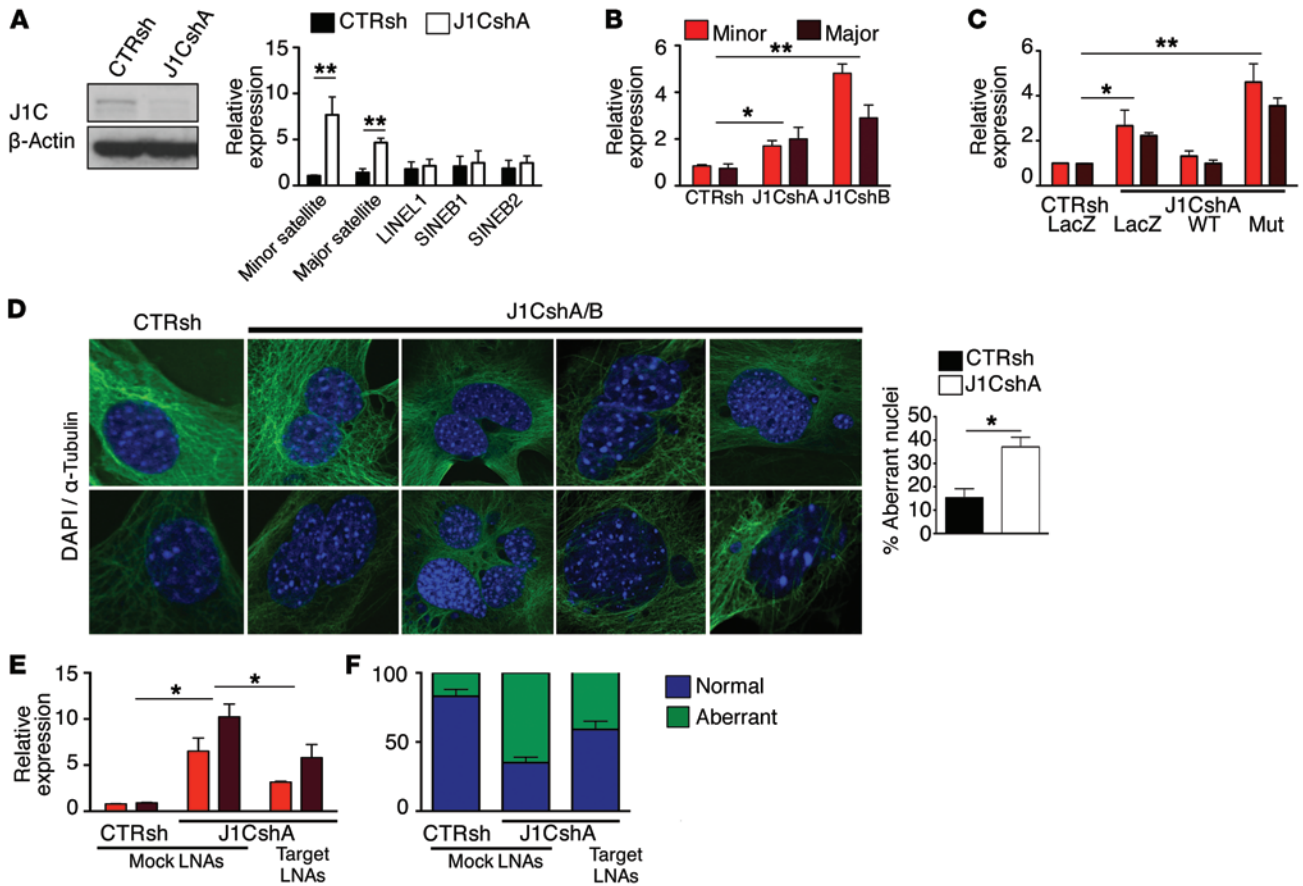 A
CTRsh
J1CshA
J1C
β-Actin
CTRsh
J1CshA
Relative
expression
15
10
5
0
**
**
Minor satellite
Major satellite
LINEL1
SINEB1
SINEB2
B
Minor
Major
Relative
expression
6
4
2
0
*
**
CTRsh
J1CshA
J1CshB
C
Relative
expression
6
4
2
0
*
**
CTRsh
LacZ
J1CshA
LacZ
WT
Mut
D
CTRsh
J1CshA/B
DAPI / α-Tubulin
CTRsh
J1CshA
% Aberrant nuclei
50
40
30
20
10
0
*
E
Relative
expression
15
10
5
0
*
*
CTRsh
J1CshA
Mock LNAs
Target
LNAs
F
100
50
0
Normal
Aberrant
CTRsh
J1CshA
Mock LNAs
Target
LNAs